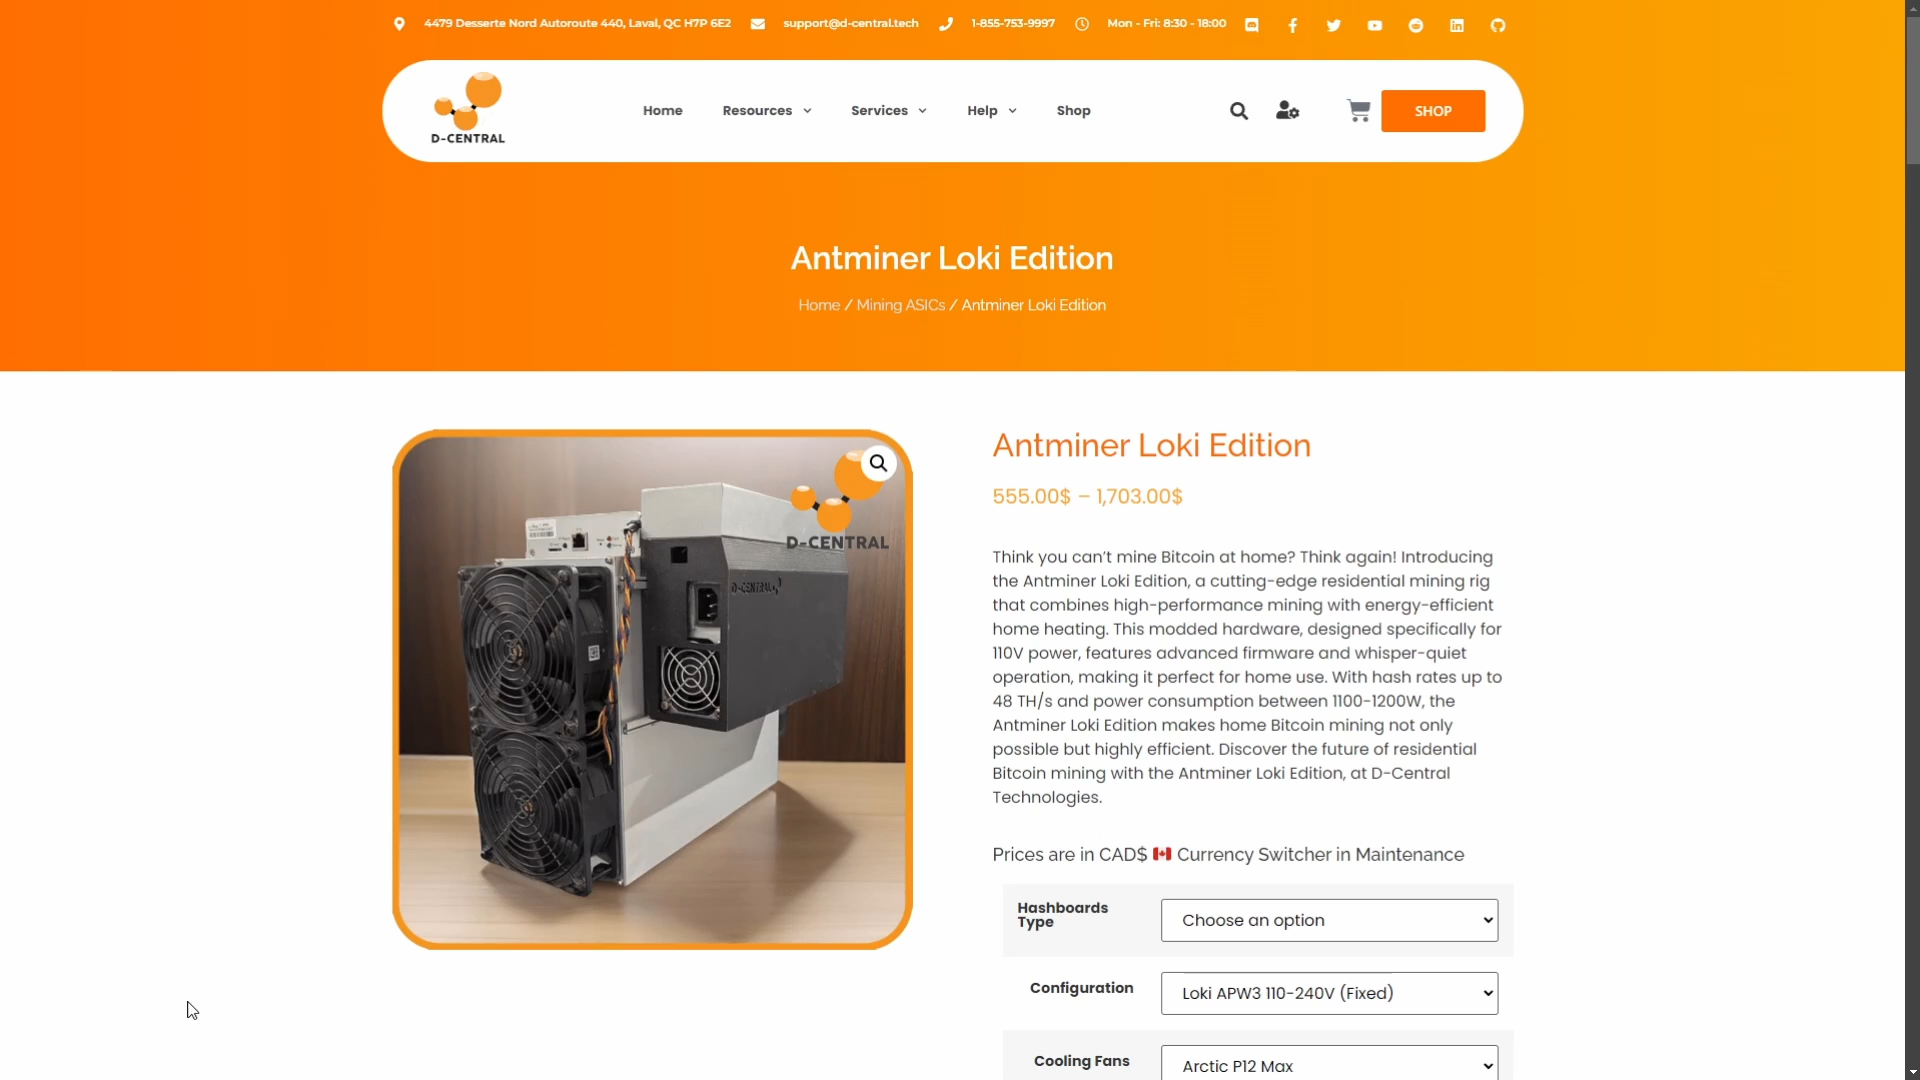 4479 Desserte Nord Autoroute 440, Laval, QC H7P 6E2 support@d-central.tech 1-855-753-9997 Mon - Fri: 8:30 - 18:00
D-CENTRAL
Home Resources Services Help Shop SHOP
Antminer Loki Edition
Home / Mining ASICs / Antminer Loki Edition
D-CENTRAL
D-CENTRAL
Antminer Loki Edition
555.00$ – 1,703.00$
Think you can’t mine Bitcoin at home? Think again! Introducing
the Antminer Loki Edition, a cutting-edge residential mining rig
that combines high-performance mining with energy-efficient
home heating. This modded hardware, designed specifically for
110V power, features advanced firmware and whisper-quiet
operation, making it perfect for home use. With hash rates up to
48 TH/s and power consumption between 1100-1200W, the
Antminer Loki Edition makes home Bitcoin mining not only
possible but highly efficient. Discover the future of residential
Bitcoin mining with the Antminer Loki Edition, at D-Central
Technologies.
Prices are in CAD$ 🇨🇦 Currency Switcher in Maintenance
Hashboards
Type
Choose an option
Configuration
Loki APW3 110-240V (Fixed)
Cooling Fans
Arctic P12 Max